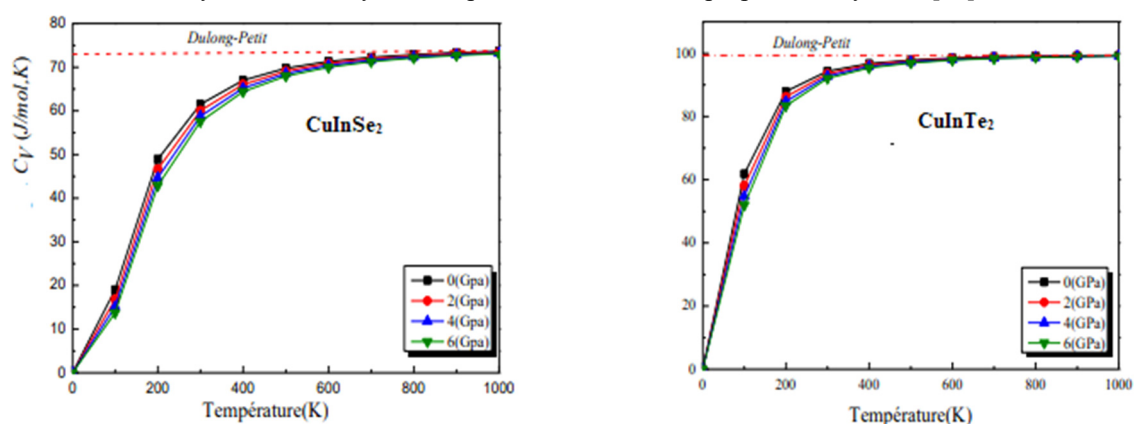 Dulong-Petit
CuInSe2
C_V (J/mol,K)
80
70
60
50
40
30
20
10
0
0(Gpa)
2(Gpa)
4(Gpa)
6(Gpa)
0 200 400 600 800 1000
Température(K)
Dulong-Petit
CuInTe2
100
80
60
40
20
0
0(GPa)
2(GPa)
4(GPa)
6(GPa)
0 200 400 600 800 1000
Température(K)